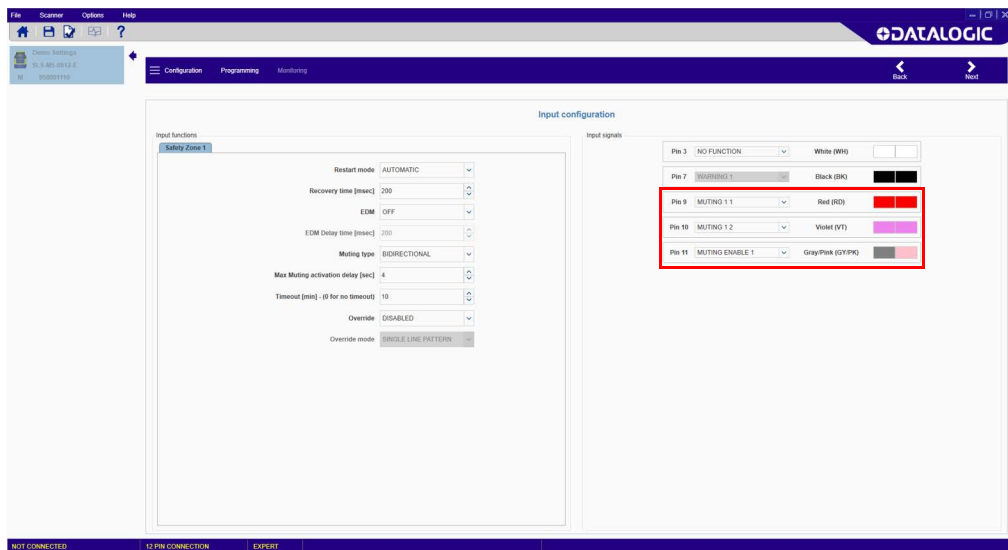 File Scanner Options Help
DATALOGIC
Demo Settings
SLS-M5-0812-E
M
Configuration Programming Monitoring Back Next
Input configuration
Input functions
Safety Zone 1
Restart mode AUTOMATIC
Recovery time [msec] 200
EDM OFF
EDM Delay time [msec] 200
Muting type BIDIRECTIONAL
Max Muting activation delay [sec] 4
Timeout [min] - (0 for no timeout) 10
Override DISABLED
Override mode SINGLE LINE PATTERN
Input signals
Pin 3 NO FUNCTION White (WH)
Pin 7 WARNING 1 Black (BK)
Pin 9 MUTING 1 1 Red (RD)
Pin 10 MUTING 1 2 Violet (VT)
Pin 11 MUTING ENABLE 1 Gray/Pink (GY/PK)
NOT CONNECTED 12 PIN CONNECTION EXPERT